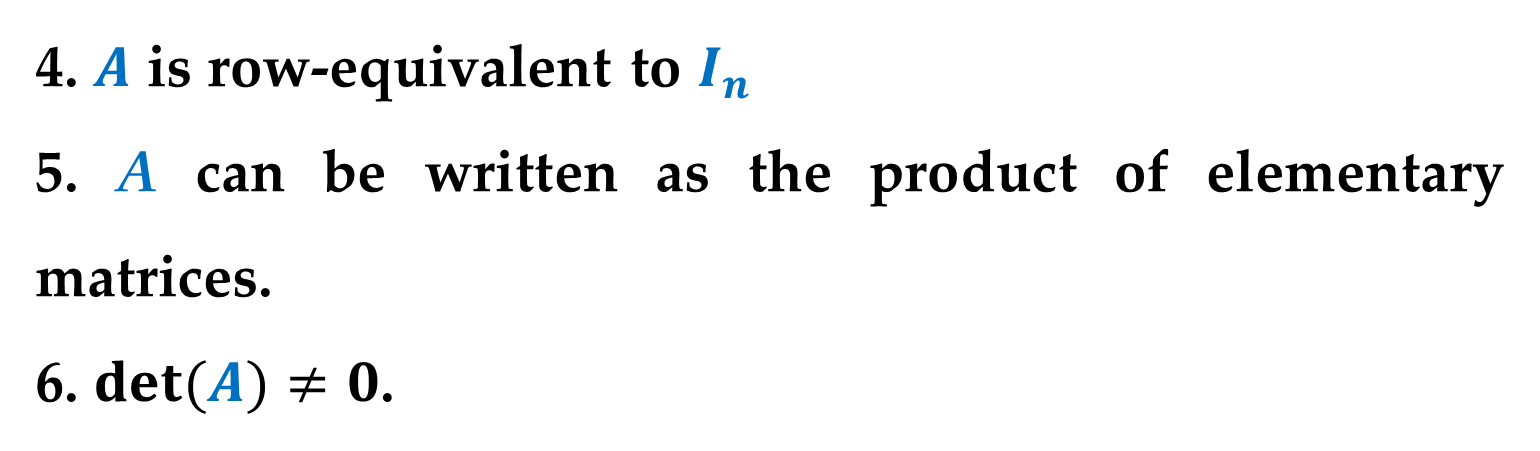 4. A is row-equivalent to Iₙ
5. A can be written as the product of elementary
matrices.
6. det(A) ≠ 0.